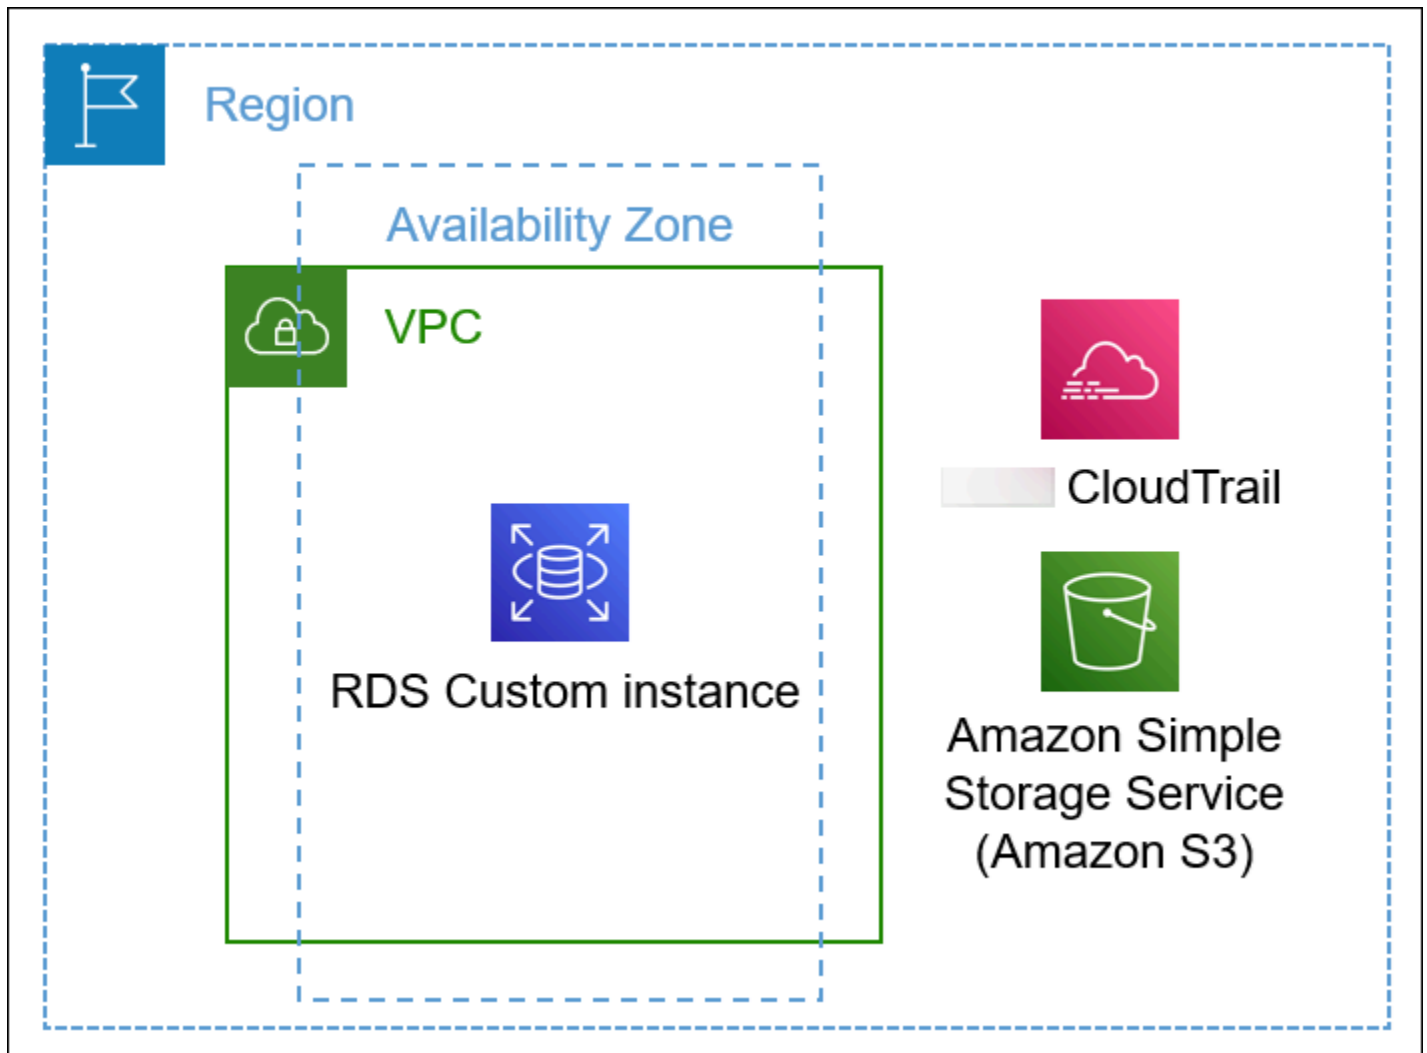 Region
Availability Zone
VPC
RDS Custom instance
CloudTrail
Amazon Simple
Storage Service
(Amazon S3)